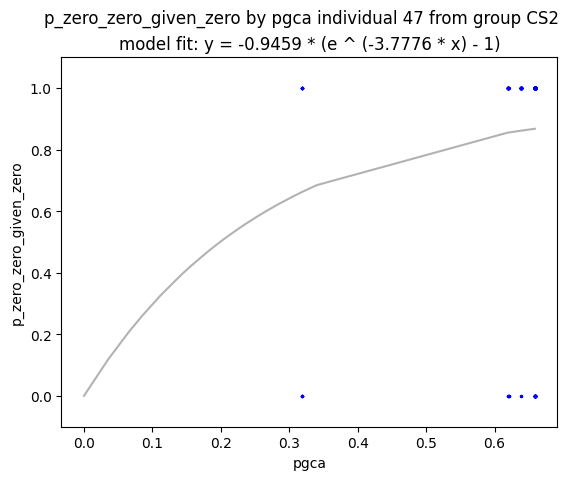 p_zero_zero_given_zero by pgca individual 47 from group CS2
model fit: y = -0.9459 * (e ^ (-3.7776 * x) - 1)
1.0
0.8
0.6
0.4
0.2
0.0
p_zero_zero_given_zero
0.0 0.1 0.2 0.3 0.4 0.5 0.6
pgca